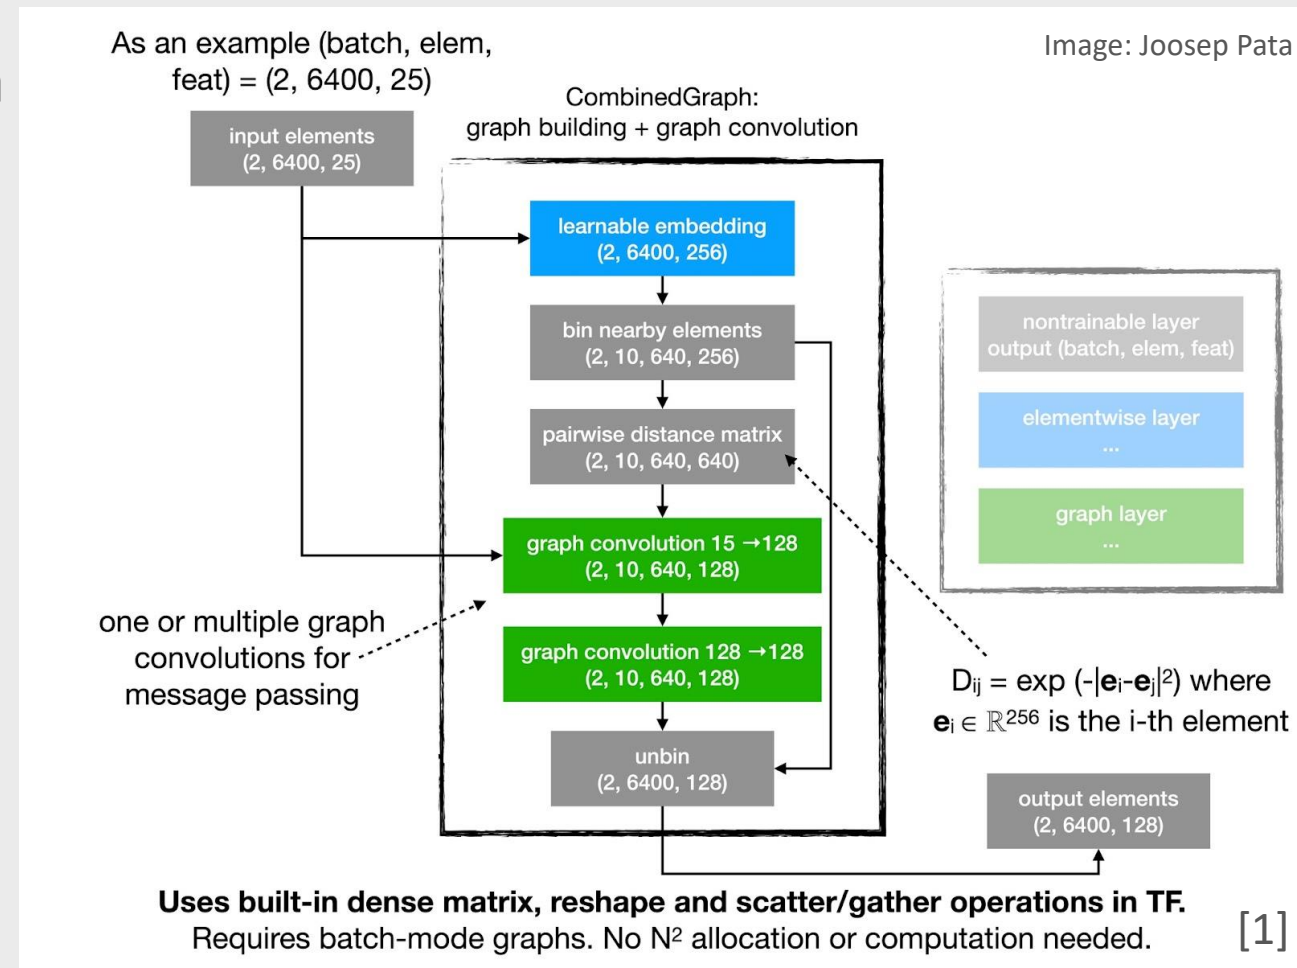 As an example (batch, elem,
feat) = (2, 6400, 25)
Image: Joosep Pata
input elements
(2, 6400, 25)
CombinedGraph:
graph building + graph convolution
learnable embedding
(2, 6400, 256)
bin nearby elements
(2, 10, 640, 256)
pairwise distance matrix
(2, 10, 640, 640)
graph convolution 15 →128
(2, 10, 640, 128)
graph convolution 128 →128
(2, 10, 640, 128)
unbin
(2, 6400, 128)
one or multiple graph
convolutions for
message passing
nontrainable layer
output (batch, elem, feat)
elementwise layer
...
graph layer
...
D_ij = exp (-|e_i-e_j|²) where
e_i ∈ ℝ²⁵⁶ is the i-th element
output elements
(2, 6400, 128)
Uses built-in dense matrix, reshape and scatter/gather operations in TF.
Requires batch-mode graphs. No N² allocation or computation needed.
[1]